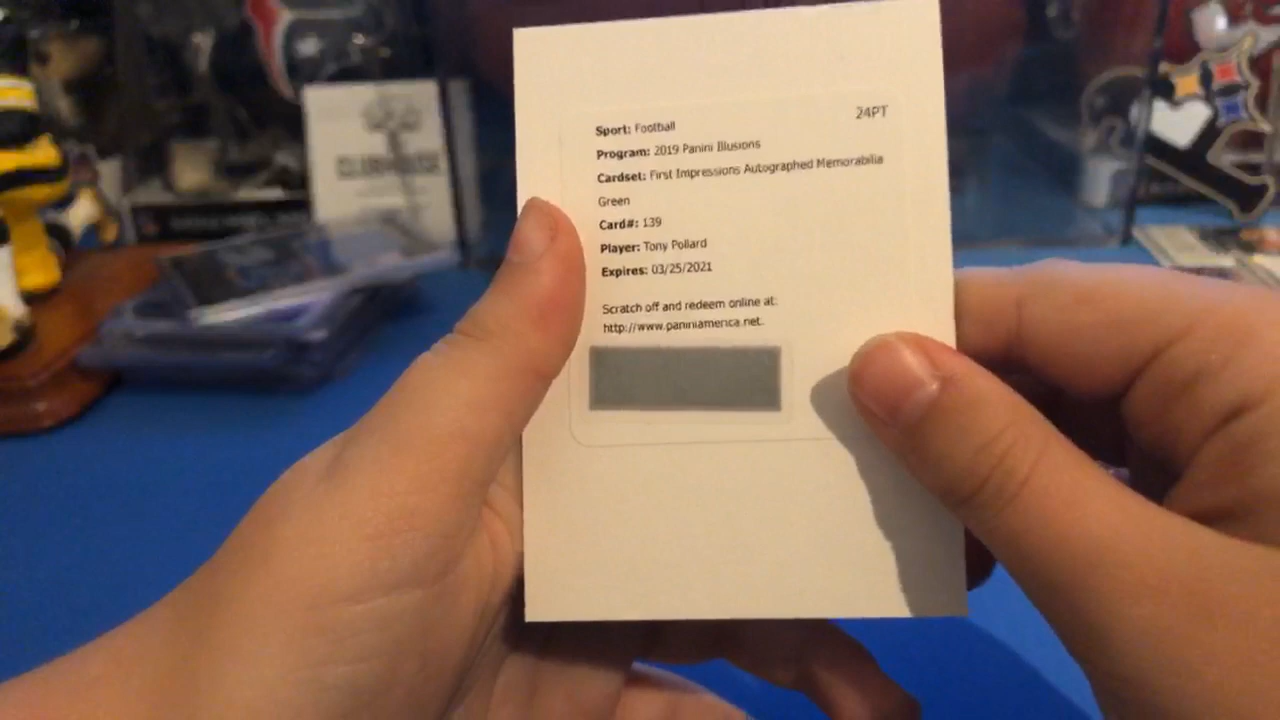 24PT
Sport: Football
Program: 2019 Panini Illusions
Cardset: First Impressions Autographed Memorabilia
Green
Card#: 139
Player: Tony Pollard
Expires: 03/25/2021
Scratch off and redeem online at:
http://www.paniniamerica.net.
CLUBHOUSE